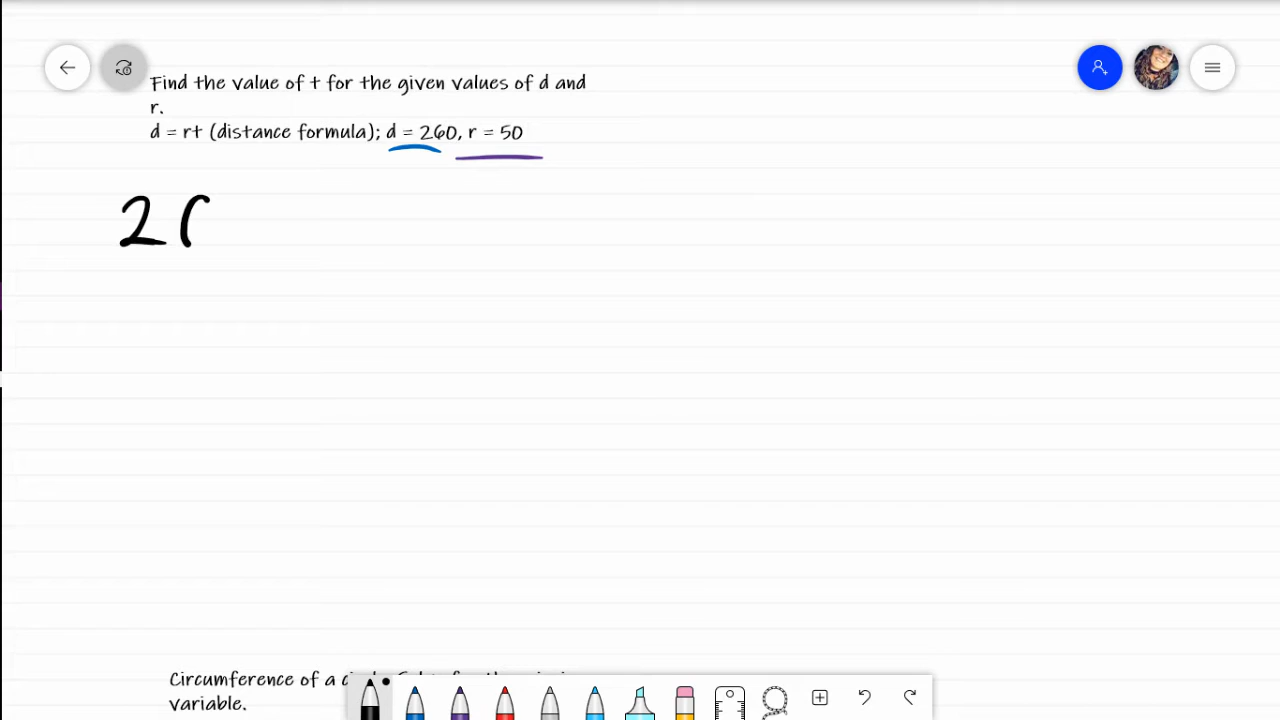 Find the value of t for the given values of d and
r.
d = rt (distance formula); d = 260, r = 50
2
Circumference of a
variable.